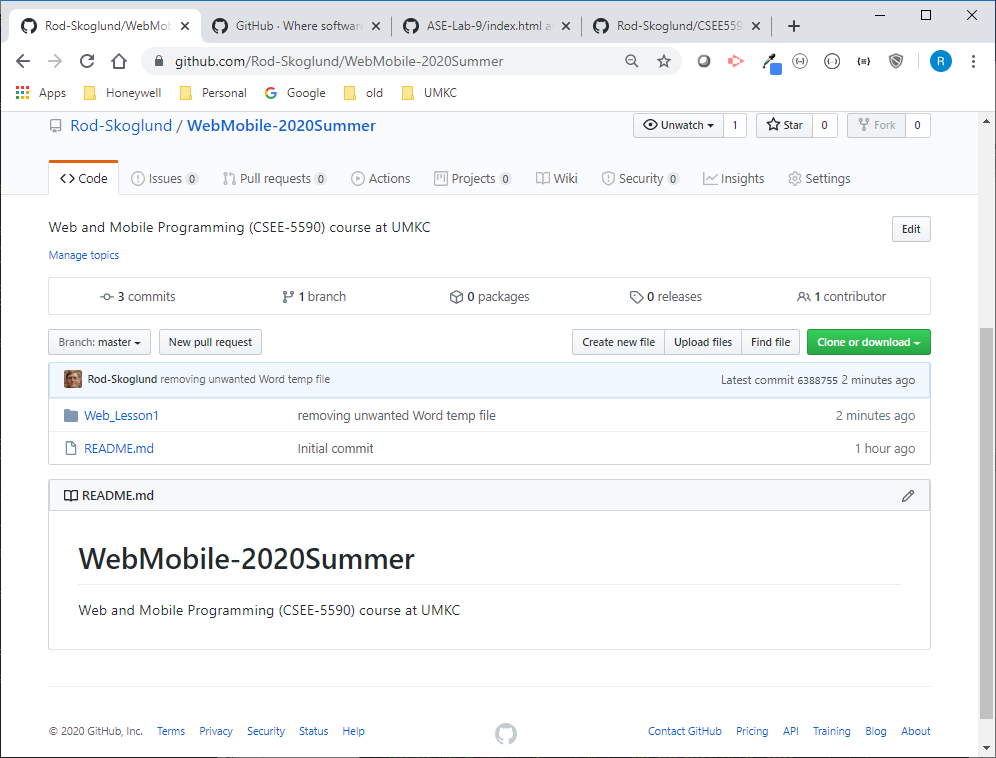 Rod-Skoglund/WebMob
GitHub · Where software
ASE-Lab-9/index.html a
Rod-Skoglund/CSEE559
github.com/Rod-Skoglund/WebMobile-2020Summer
R
Apps Honeywell Personal Google old UMKC
Rod-Skoglund / WebMobile-2020Summer
Unwatch 1 Star 0 Fork 0
Code Issues 0 Pull requests 0 Actions Projects 0 Wiki Security 0 Insights Settings
Web and Mobile Programming (CSEE-5590) course at UMKC
Edit
Manage topics
3 commits 1 branch 0 packages 0 releases 1 contributor
Branch: master New pull request Create new file Upload files Find file Clone or download
Rod-Skoglund removing unwanted Word temp file Latest commit 6388755 2 minutes ago
Web_Lesson1 removing unwanted Word temp file 2 minutes ago
README.md Initial commit 1 hour ago
README.md
WebMobile-2020Summer
Web and Mobile Programming (CSEE-5590) course at UMKC
© 2020 GitHub, Inc. Terms Privacy Security Status Help Contact GitHub Pricing API Training Blog About